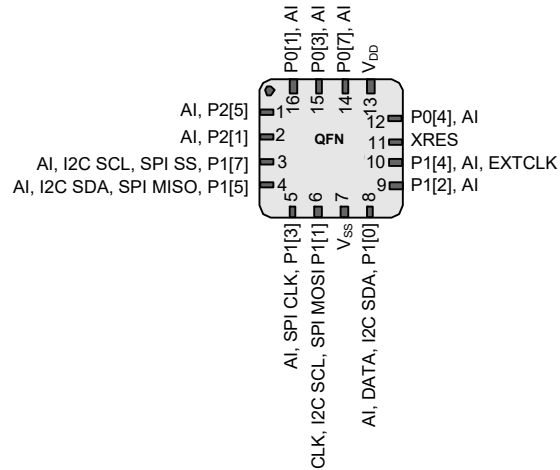 P0[1], AI
P0[3], AI
P0[7], AI
VDD
16
15
14
13
AI, P2[5]
1
AI, P2[1]
2
AI, I2C SCL, SPI SS, P1[7]
3
AI, I2C SDA, SPI MISO, P1[5]
4
QFN
12
P0[4], AI
11
XRES
10
P1[4], AI, EXTCLK
9
P1[2], AI
5
6
7
8
AI, SPI CLK, P1[3]
CLK, I2C SCL, SPI MOSI P1[1]
VSS
AI, DATA, I2C SDA, P1[0]